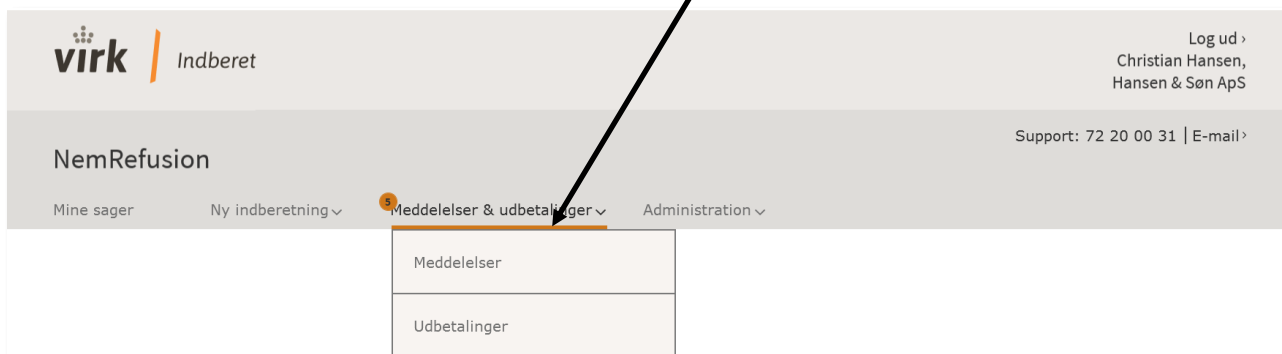 virk Indberet
Log ud ›
Christian Hansen,
Hansen & Søn ApS
Support: 72 20 00 31 | E-mail ›
NemRefusion
Mine sager Ny indberetning 5 Meddelelser & udbetalinger Administration
Meddelelser
Udbetalinger